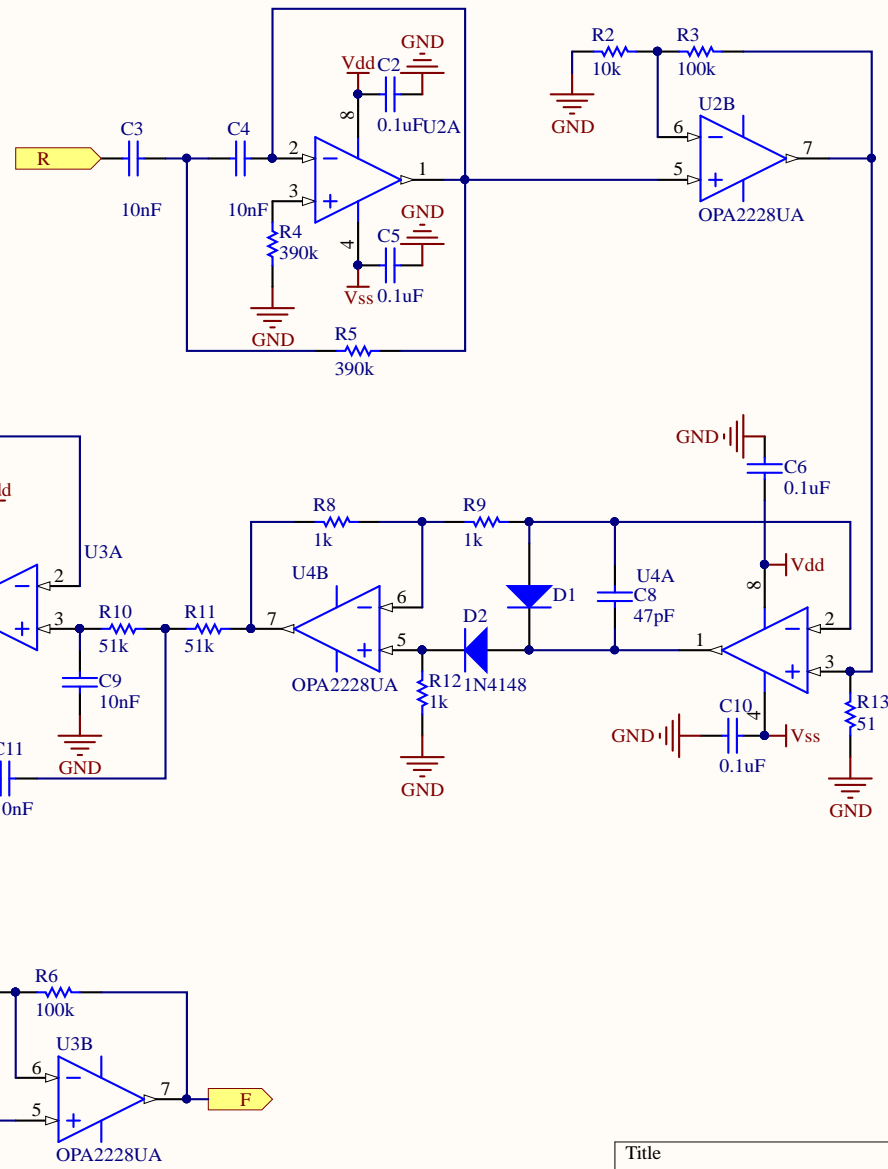 GND
Vdd
C2
8
0.1uF
U2A
R
C3
10nF
C4
10nF
2
3
1
R4
390k
GND
4
GND
C5
0.1uF
Vss
R5
390k
R2
10k
R3
100k
GND
U2B
6
5
7
OPA2228UA
GND
C6
0.1uF
Vdd
8
U4A
C8
47pF
2
3
1
R13
51
GND
C10
4
GND
0.1uF
Vss
R8
1k
R9
1k
U4B
6
7
5
OPA2228UA
D1
D2
1N4148
R12
1k
GND
U3A
2
3
R10
51k
R11
51k
C9
10nF
GND
R6
100k
U3B
6
5
7
F
OPA2228UA
Title